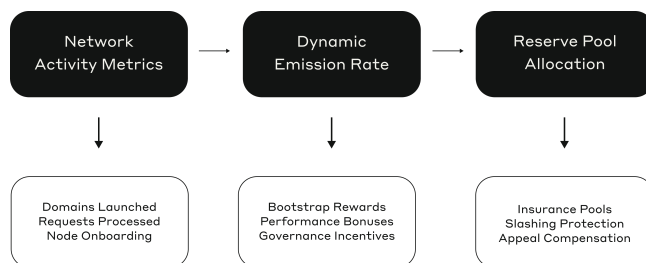 Network
Activity Metrics
Dynamic
Emission Rate
Reserve Pool
Allocation
Domains Launched
Requests Processed
Node Onboarding
Bootstrap Rewards
Performance Bonuses
Governance Incentives
Insurance Pools
Slashing Protection
Appeal Compensation